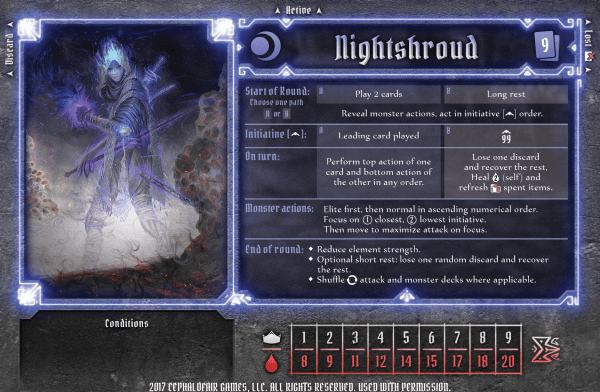 Active
Discard
Lost
Nightshroud
9
Start of Round:
Choose one path
A or B
A Play 2 cards
B Long rest
Reveal monster actions, act in initiative [ ] order.
Initiative [ ]:
A Leading card played
B 99
On turn:
Perform top action of one
card and bottom action of
the other in any order.
Lose one discard
and recover the rest,
Heal 2 (self) and
refresh spent items.
Monster actions:
Elite first, then normal in ascending numerical order.
Focus on ① closest, ② lowest initiative.
Then move to maximize attack on focus.
End of round:
◆ Reduce element strength.
◆ Optional short rest: lose one random discard and recover
the rest.
◆ Shuffle attack and monster decks where applicable.
Conditions
1 2 3 4 5 6 7 8 9
8 9 11 12 14 15 17 18 20
2017 CEPHALOFAIR GAMES, LLC. ALL RIGHTS RESERVED. USED WITH PERMISSION.